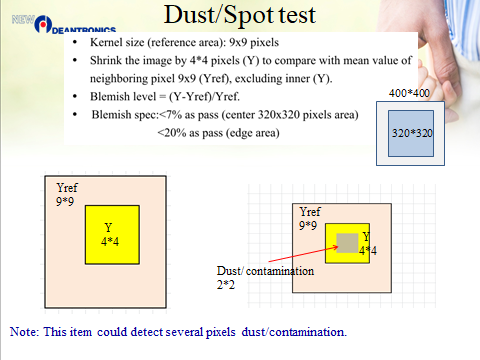 Dust/Spot test
NEW DEANTRONICS
• Kernel size (reference area): 9x9 pixels
• Shrink the image by 4*4 pixels (Y) to compare with mean value of
neighboring pixel 9x9 (Yref), excluding inner (Y).
• Blemish level = (Y-Yref)/Yref.
• Blemish spec:<7% as pass (center 320x320 pixels area)
<20% as pass (edge area)
400*400
320*320
Yref
9*9
Y
4*4
Yref
9*9
Y
4*4
Dust/ contamination
2*2
Note: This item could detect several pixels dust/contamination.